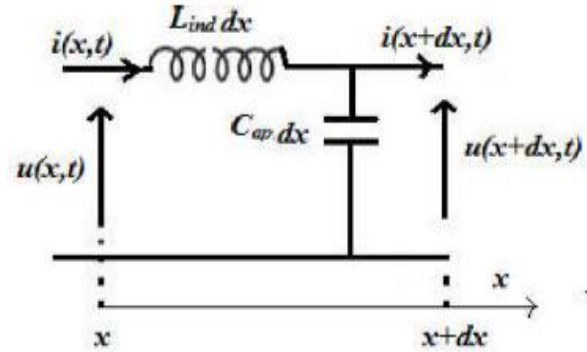 L_ind dx
i(x,t) i(x+dx,t)
C_ap dx
u(x,t) u(x+dx,t)
x
x x+dx